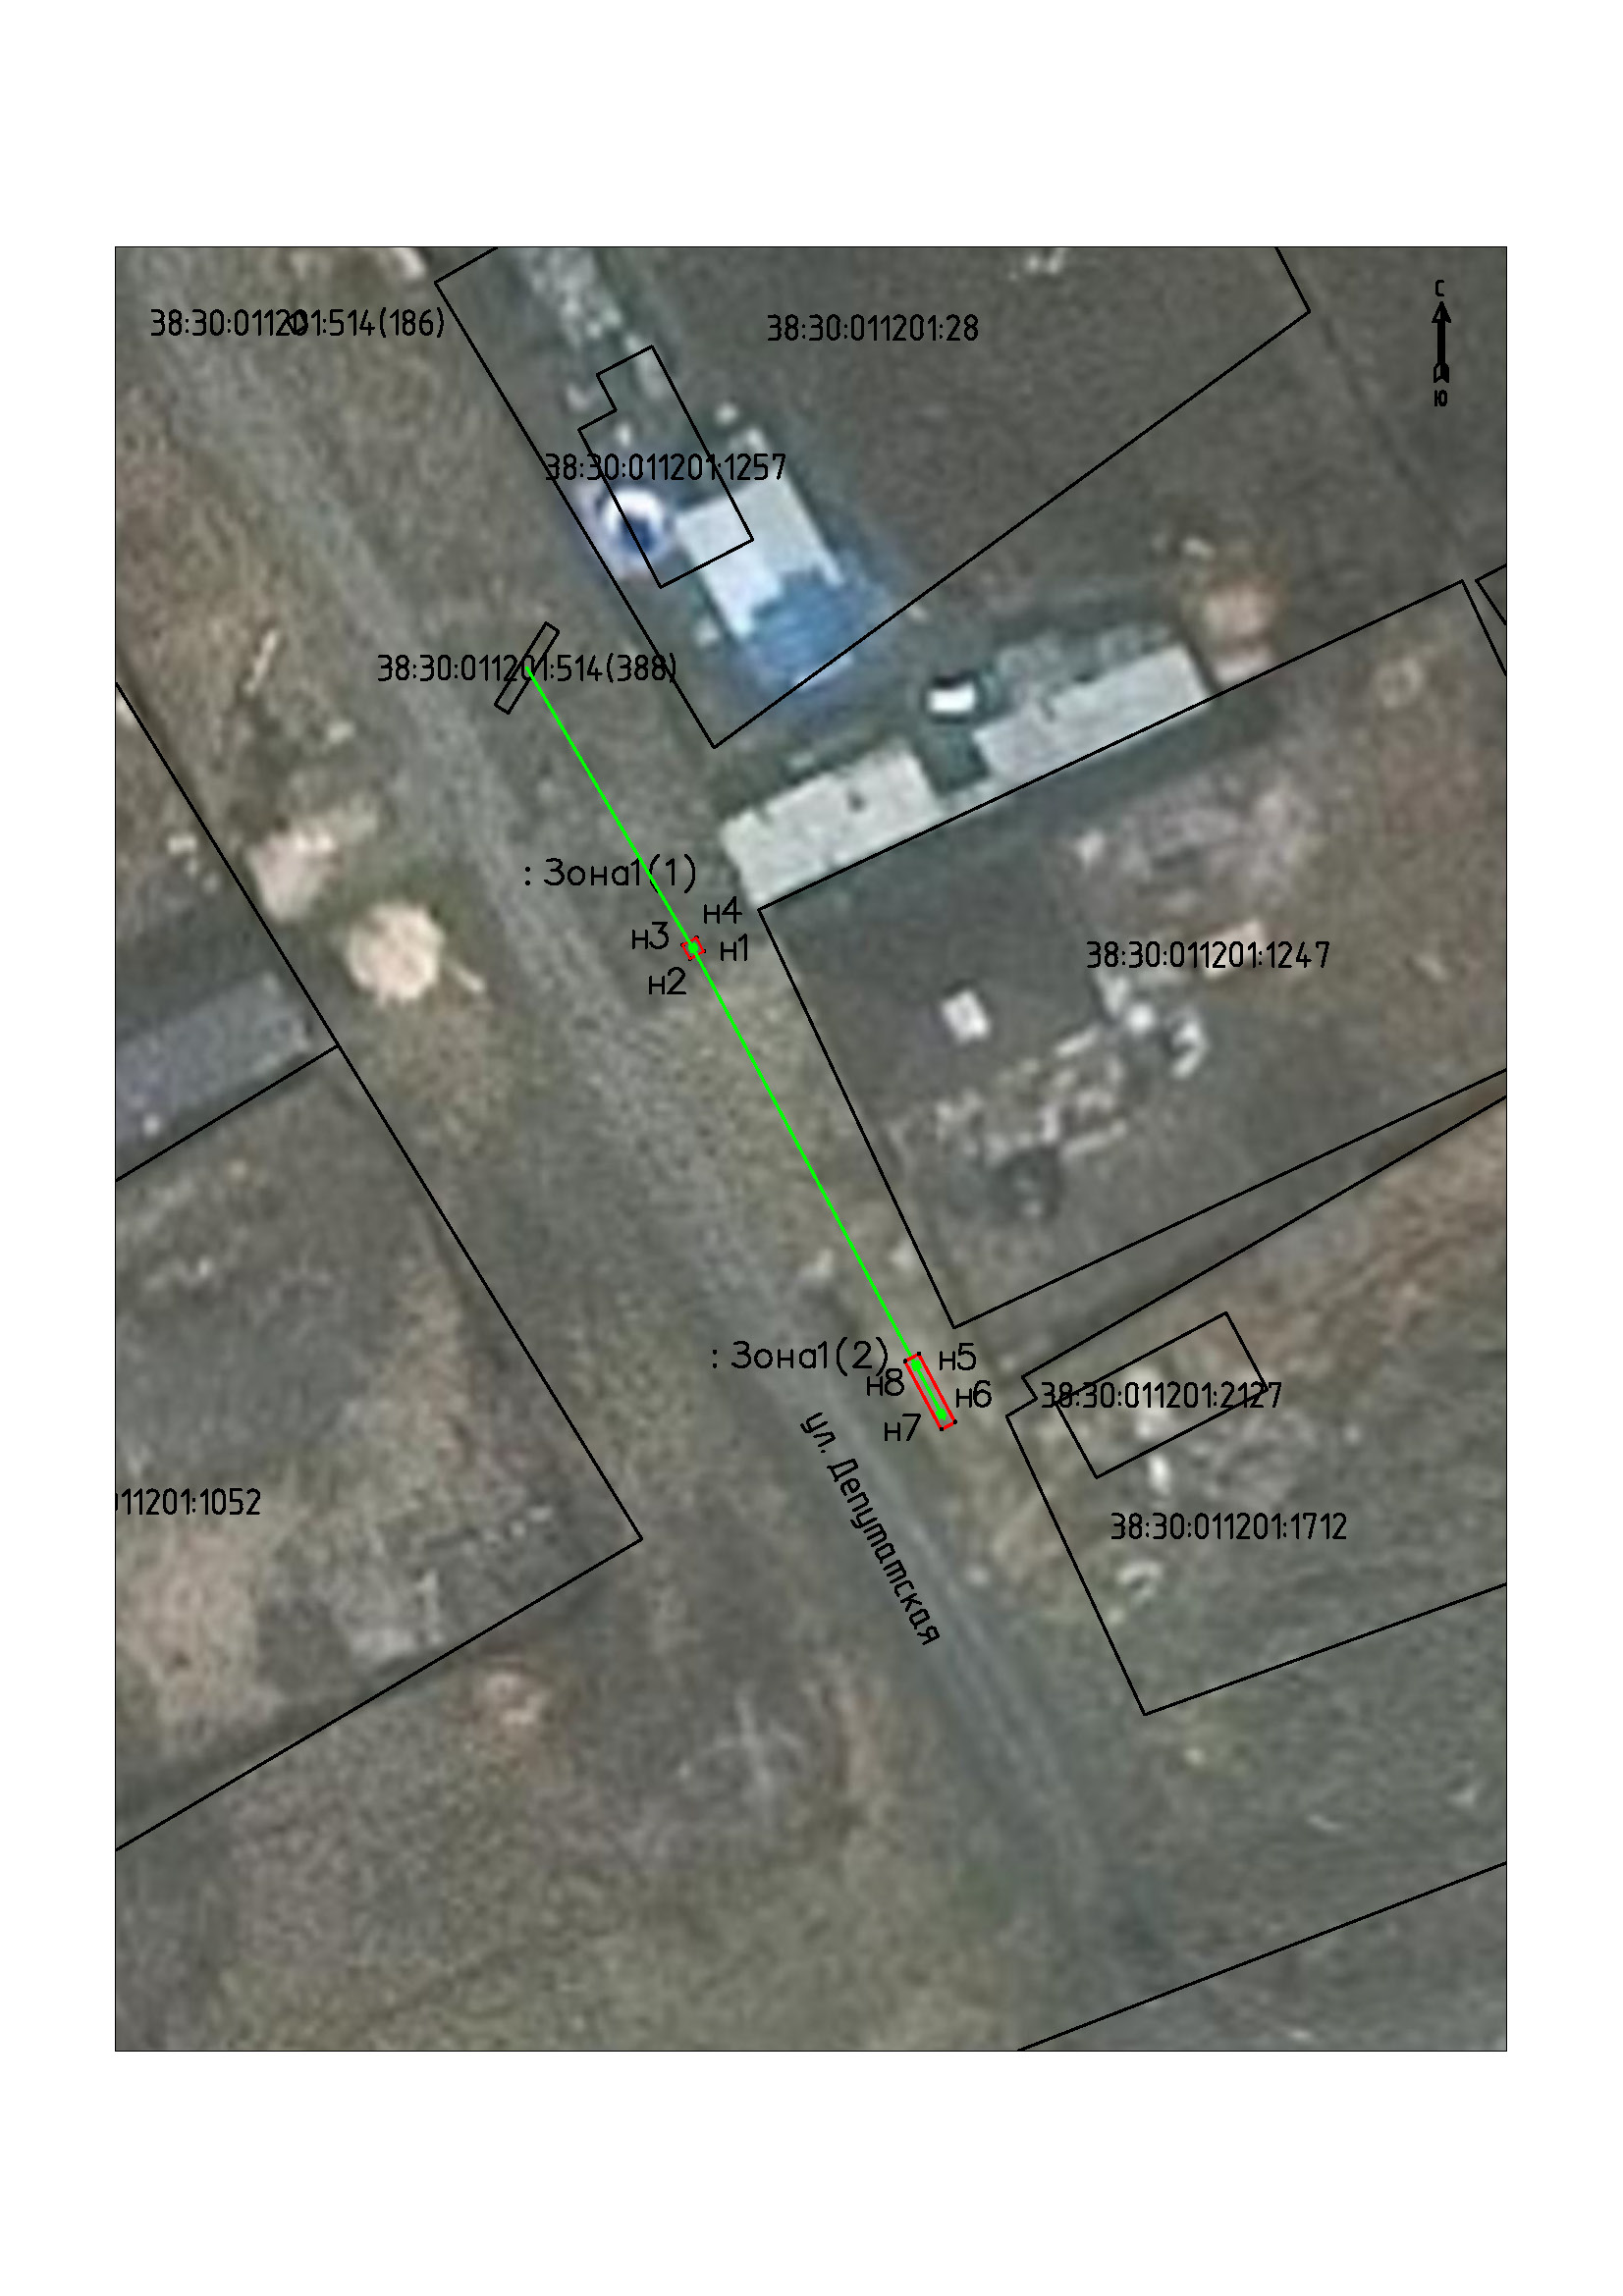 С
Ю
38:30:011201:514(186)
38:30:011201:28
38:30:011201:1257
38:30:011201:514(388)
: Зона1(1)
н4
н3
н1
н2
38:30:011201:1247
: Зона1(2)
н5
н8
н6
н7
38:30:011201:2127
ул. Депутатская
11201:1052
38:30:011201:1712